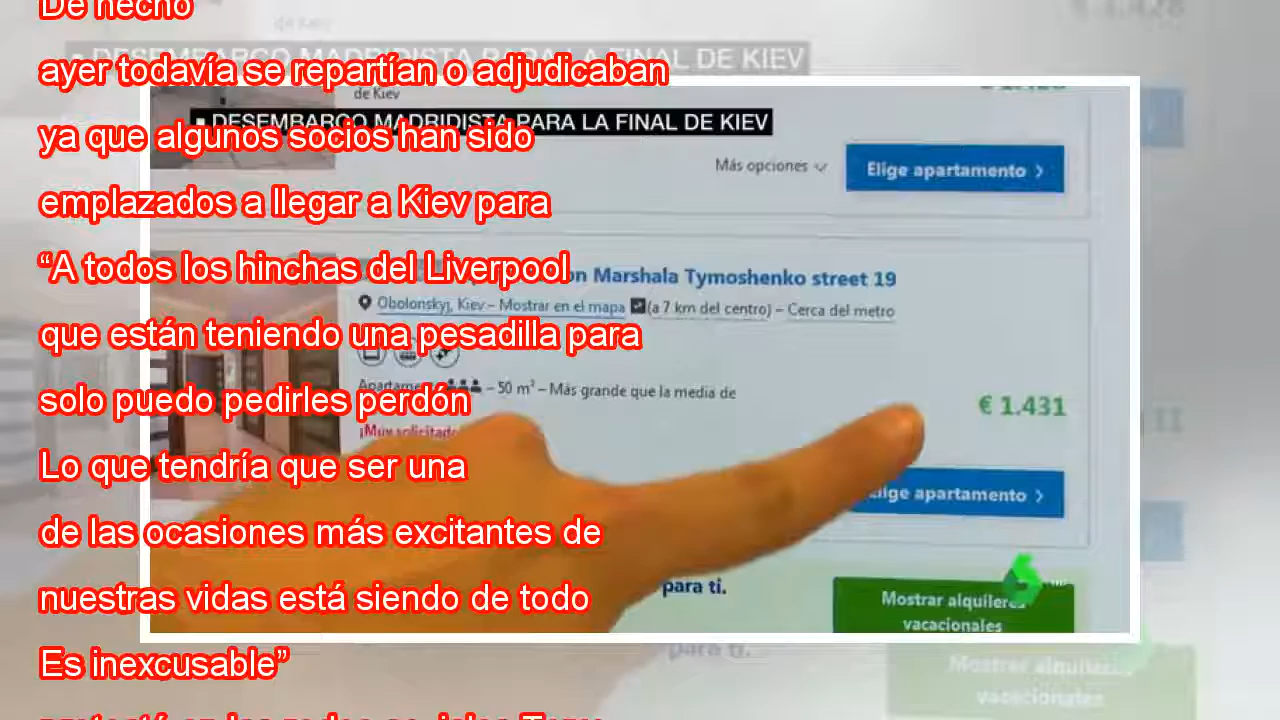 De hecho
ayer todavía se repartían o adjudicaban
ya que algunos socios han sido
emplazados a llegar a Kiev para
“A todos los hinchas del Liverpool
que están teniendo una pesadilla para
solo puedo pedirles perdón
Lo que tendría que ser una
de las ocasiones más excitantes de
nuestras vidas está siendo de todo
Es inexcusable”
de Kiev
DESEMBARCO MADRIDISTA PARA LA FINAL DE KIEV
Más opciones
Elige apartamento
on Marshala Tymoshenko street 19
Obolonskyj, Kiev – Mostrar en el mapa (a 7 km del centro) – Cerca del metro
Apartame – 50 m² – Más grande que la media de
¡Muy solicitado
€ 1.431
Elige apartamento
para ti.
Mostrar alquileres
vacacionales